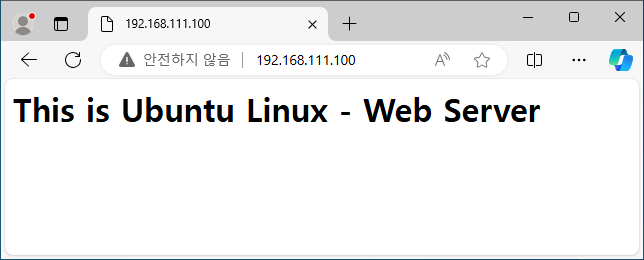 192.168.111.100
안전하지 않음 192.168.111.100
This is Ubuntu Linux - Web Server